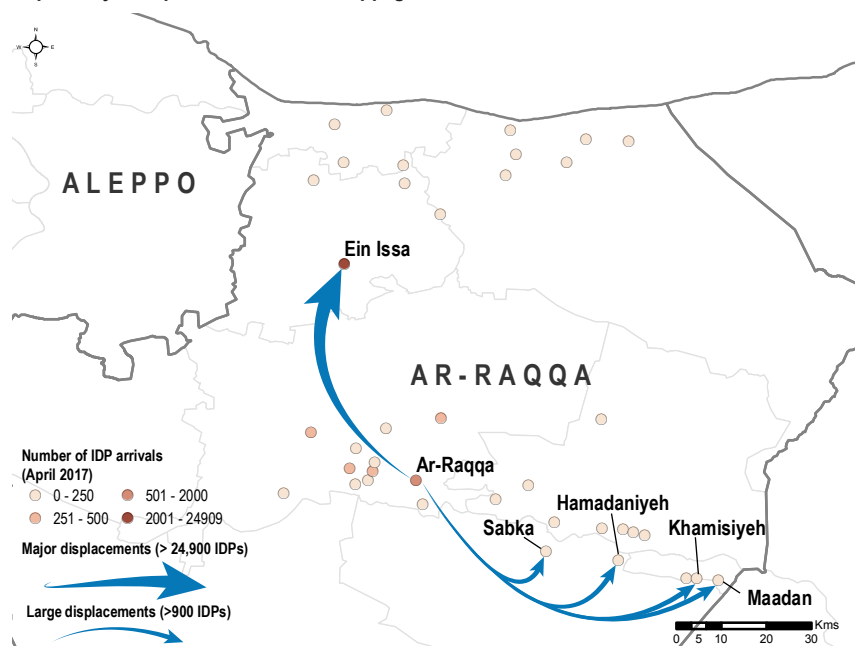 N
W E
S
ALEPPO
Ein Issa
AR-RAQQA
Number of IDP arrivals
(April 2017)
0 - 250 501 - 2000
251 - 500 2001 - 24909
Ar-Raqqa
Hamadaniyeh
Sabka
Khamisiyeh
Maadan
Major displacements (> 24,900 IDPs)
Large displacements (>900 IDPs)
Kms
0 5 10 20 30